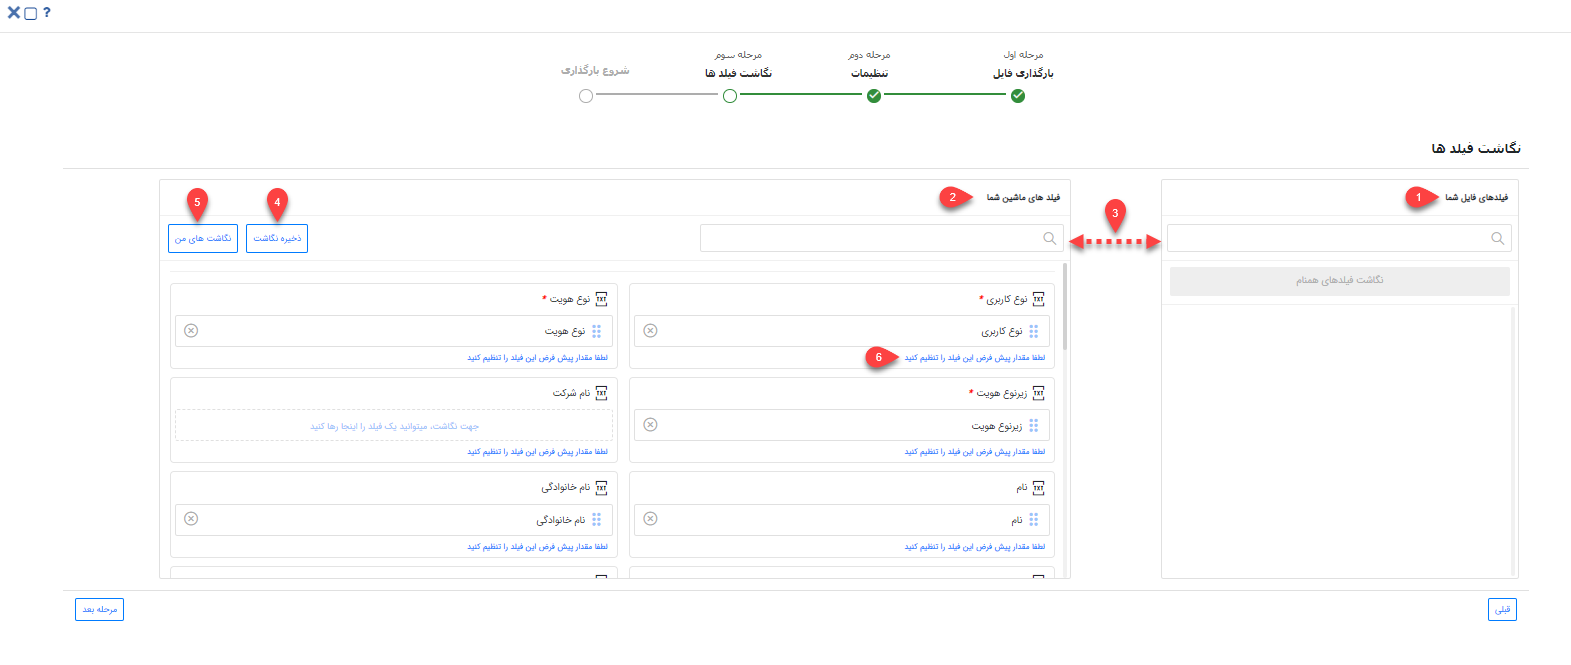 ?
مرحله اول
بارگذاری فایل
مرحله دوم
تنظیمات
مرحله سوم
نگاشت فیلد ها
شروع بارگذاری
نگاشت فیلد ها
فیلدهای فایل شما
1
نگاشت فیلدهای همنام
3
فیلد های ماشین شما
2
4
5
ذخیره نگاشت
نگاشت های من
TXT نوع کاربری *
نوع کاربری
لطفا مقدار پیش فرض این فیلد را تنظیم کنید
6
TXT نوع هویت *
نوع هویت
لطفا مقدار پیش فرض این فیلد را تنظیم کنید
TXT زیرنوع هویت *
زیرنوع هویت
لطفا مقدار پیش فرض این فیلد را تنظیم کنید
TXT نام شرکت
جهت نگاشت، میتوانید یک فیلد را اینجا رها کنید
لطفا مقدار پیش فرض این فیلد را تنظیم کنید
TXT نام
نام
لطفا مقدار پیش فرض این فیلد را تنظیم کنید
TXT نام خانوادگی
نام خانوادگی
لطفا مقدار پیش فرض این فیلد را تنظیم کنید
قبلی
مرحله بعد